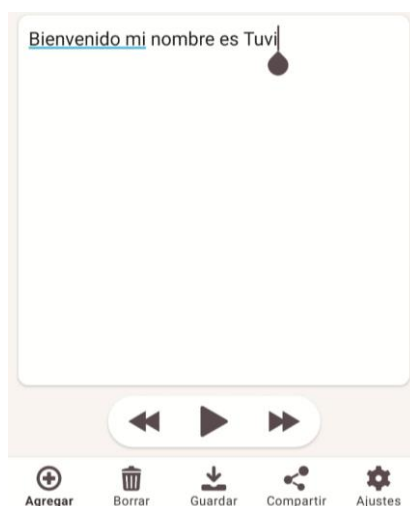 Bienvenido mi nombre es Tuvi
Agregar Borrar Guardar Compartir Ajustes